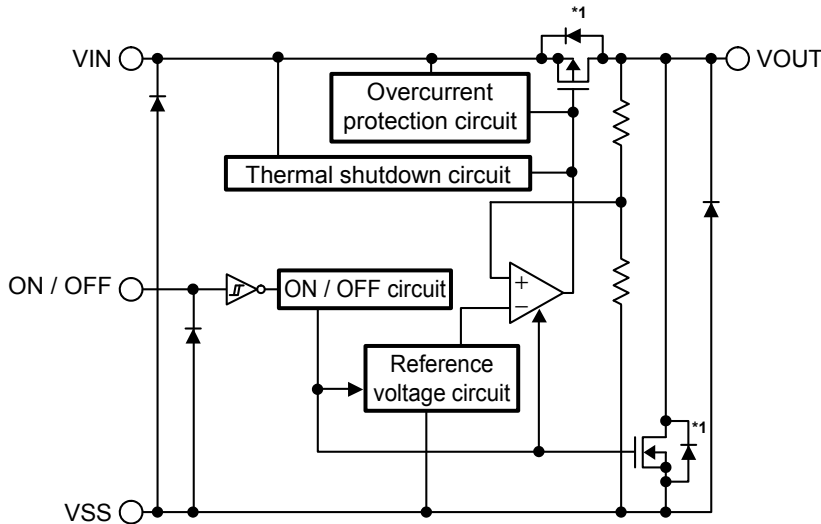 *1
VIN
VOUT
Overcurrent
protection circuit
Thermal shutdown circuit
ON / OFF
ON / OFF circuit
+
−
Reference
voltage circuit
*1
VSS